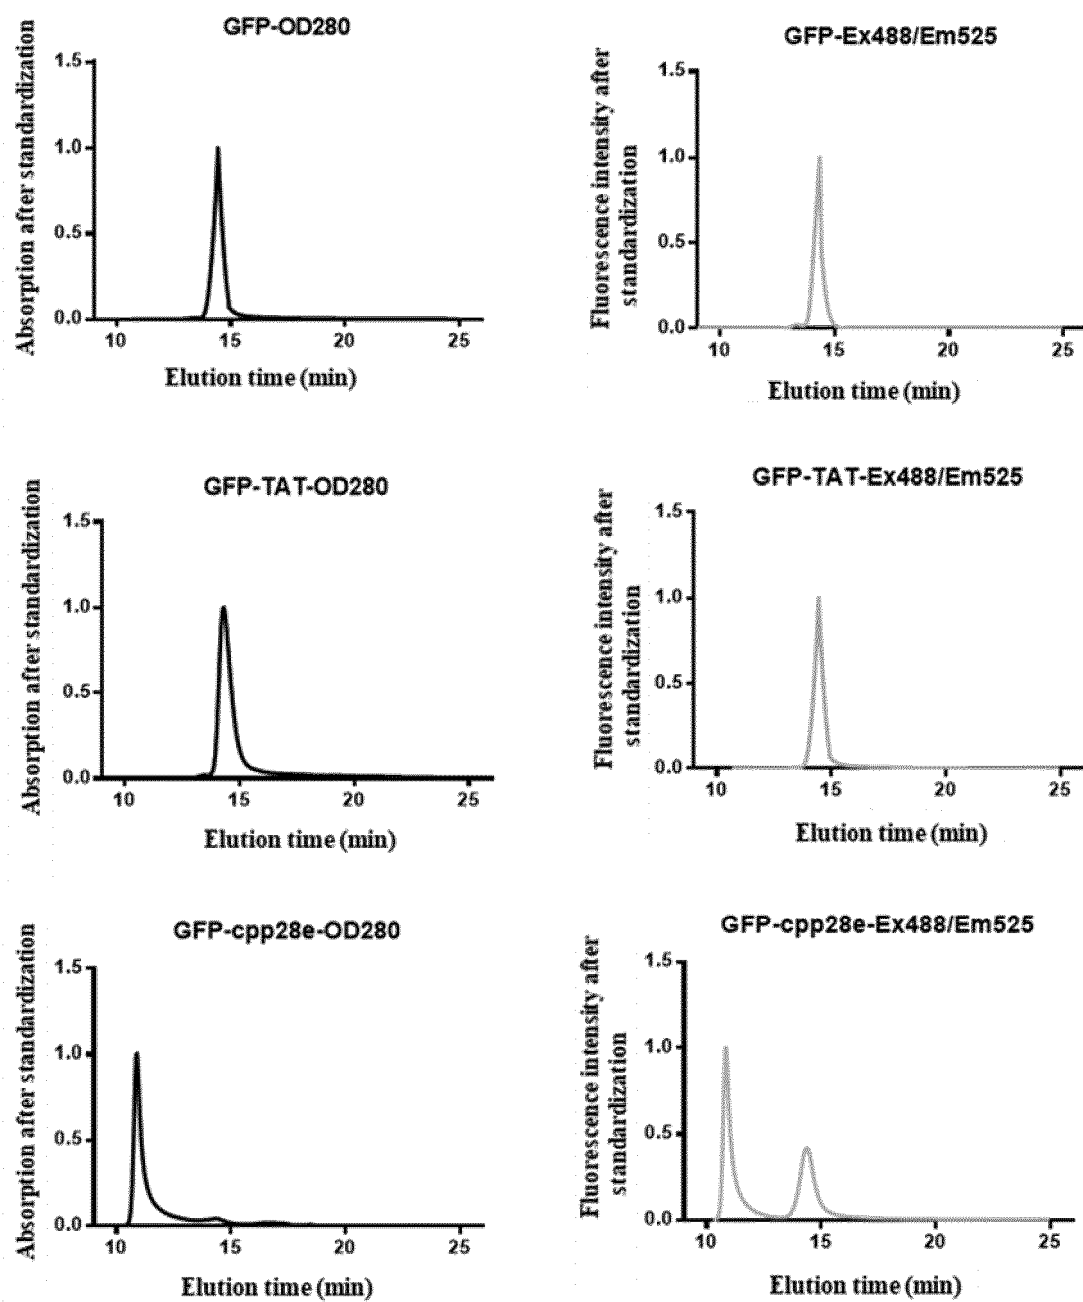 GFP-OD280
Absorption after standardization
1.5
1.0
0.5
0.0
10 15 20 25
Elution time (min)
GFP-Ex488/Em525
Fluorescence intensity after
standardization
1.5
1.0
0.5
0.0
10 15 20 25
Elution time (min)
GFP-TAT-OD280
Absorption after standardization
1.5
1.0
0.5
0.0
10 15 20 25
Elution time (min)
GFP-TAT-Ex488/Em525
Fluorescence intensity after
standardization
1.5
1.0
0.5
0.0
10 15 20 25
Elution time (min)
GFP-cpp28e-OD280
Absorption after standardization
1.5
1.0
0.5
0.0
10 15 20 25
Elution time (min)
GFP-cpp28e-Ex488/Em525
Fluorescence intensity after
standardization
1.5
1.0
0.5
0.0
10 15 20 25
Elution time (min)